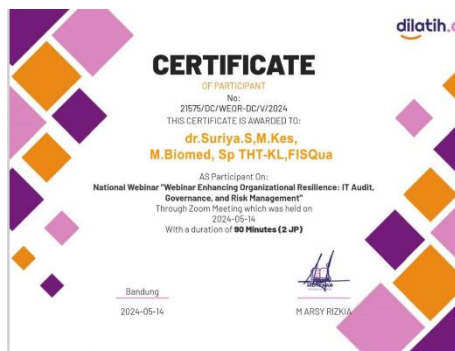 dilatih.c
CERTIFICATE
OF PARTICIPANT
No:
21575/DC/WEOR-DC/V/2024
THIS CERTIFICATE IS AWARDED TO:
dr.Suriya.S,M.Kes,
M.Biomed, Sp THT-KL,FISQua
AS Participant On:
National Webinar "Webinar Enhancing Organizational Resilience: IT Audit,
Governance, and Risk Management"
Through Zoom Meeting which was held on
2024-05-14
With a duration of 90 Minutes (2 JP)
Bandung
2024-05-14
M ARSY RIZKIA